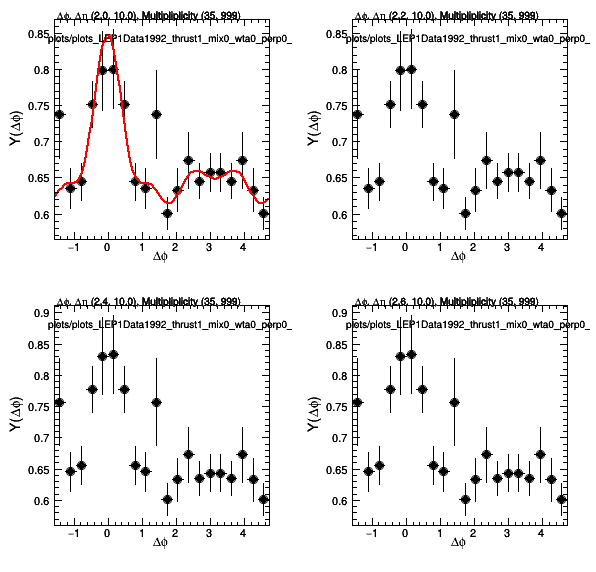 Δϕ, Δη (2.0, 10.0), Multipliplicity (35, 999)
plots/plots_LEP1Data1992_thrust1_mix0_wta0_perp0_
0.85
0.8
0.75
0.7
0.65
0.6
Y(Δϕ)
−1 0 1 2 3 4
Δϕ
Δϕ, Δη (2.2, 10.0), Multipliplicity (35, 999)
plots/plots_LEP1Data1992_thrust1_mix0_wta0_perp0_
0.85
0.8
0.75
0.7
0.65
0.6
Y(Δϕ)
−1 0 1 2 3 4
Δϕ
Δϕ, Δη (2.4, 10.0), Multipliplicity (35, 999)
plots/plots_LEP1Data1992_thrust1_mix0_wta0_perp0_
0.9
0.85
0.8
0.75
0.7
0.65
0.6
Y(Δϕ)
−1 0 1 2 3 4
Δϕ
Δϕ, Δη (2.6, 10.0), Multipliplicity (35, 999)
plots/plots_LEP1Data1992_thrust1_mix0_wta0_perp0_
0.9
0.85
0.8
0.75
0.7
0.65
0.6
Y(Δϕ)
−1 0 1 2 3 4
Δϕ